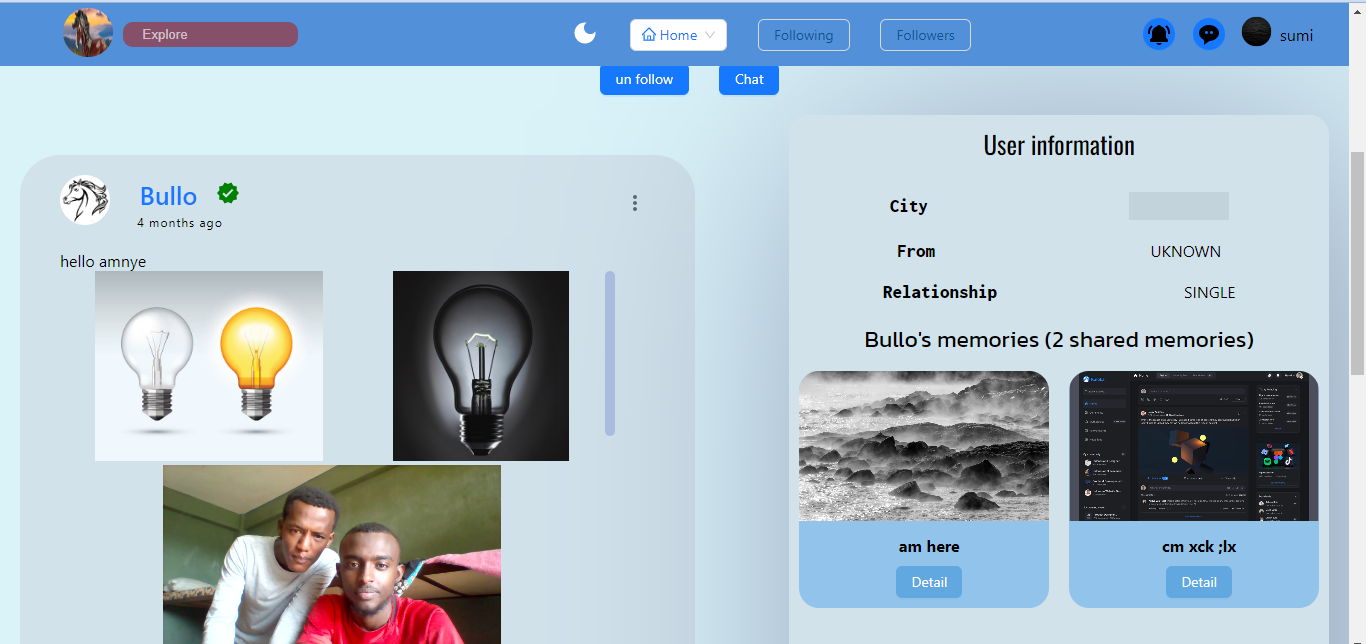 Explore
Home
Following
Followers
sumi
un follow
Chat
Bullo
4 months ago
hello amnye
User information
City
From UKNOWN
Relationship SINGLE
Bullo's memories (2 shared memories)
am here
Detail
cm xck ;lx
Detail